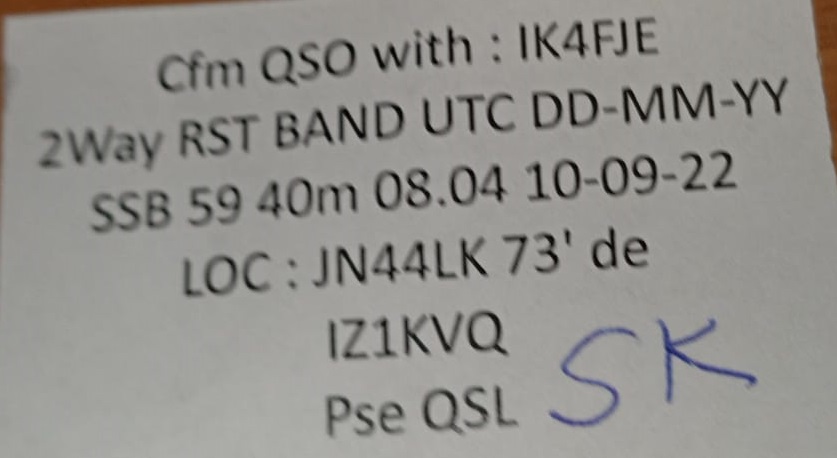 Cfm QSO with : IK4FJE
2Way RST BAND UTC DD-MM-YY
SSB 59 40m 08.04 10-09-22
LOC : JN44LK 73' de
IZ1KVQ
Pse QSL SK